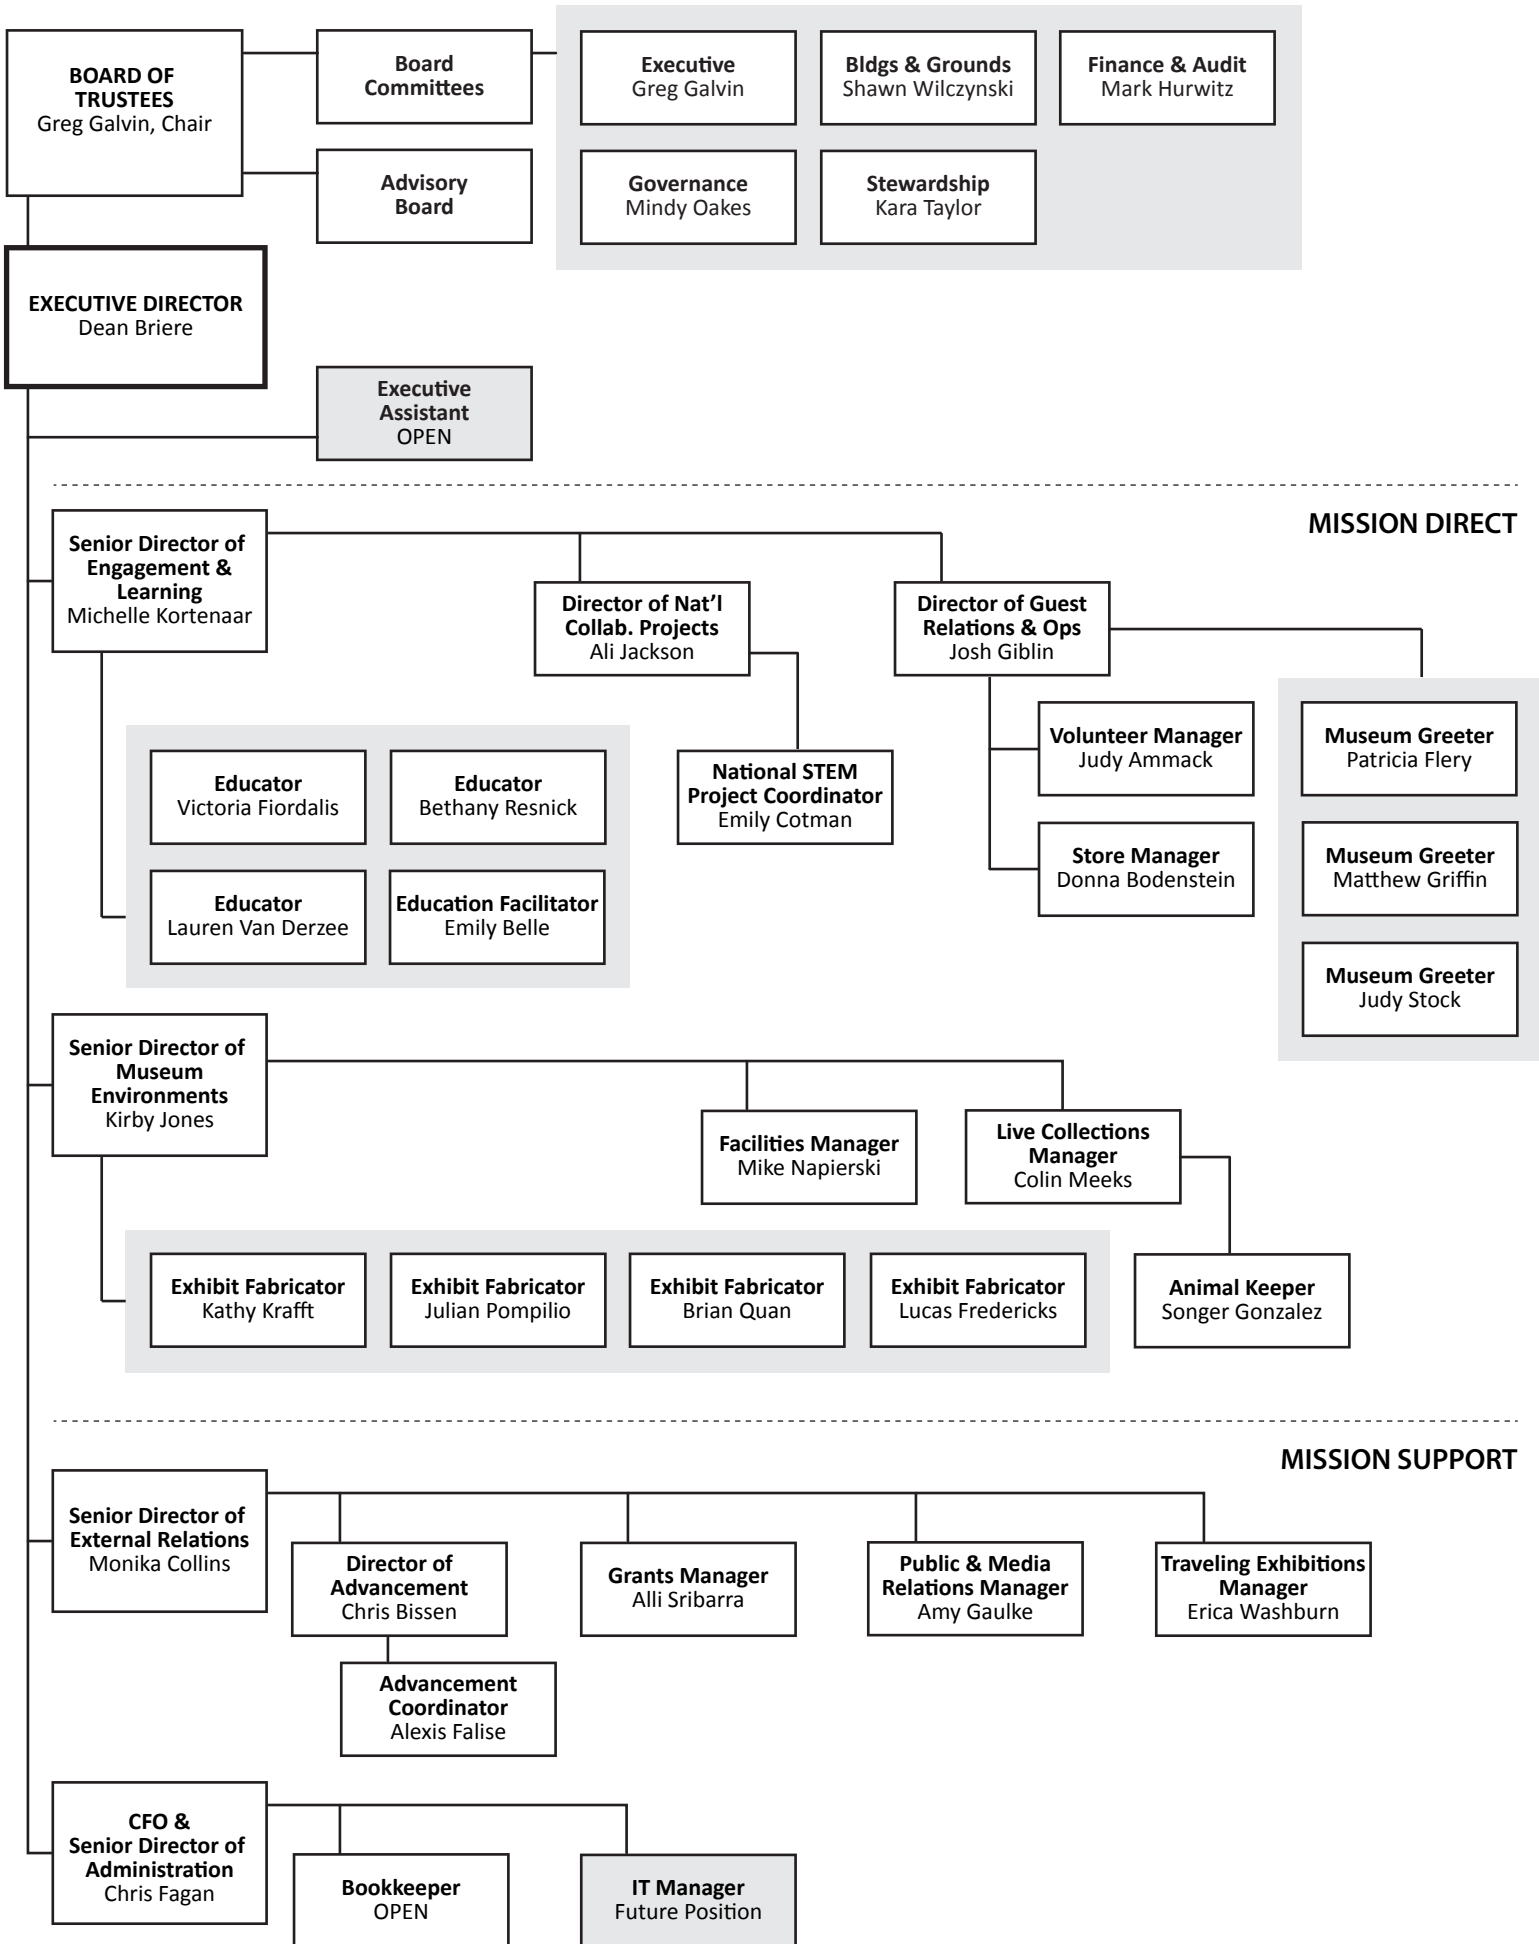 BOARD OF
TRUSTEES
Greg Galvin, Chair
Board
Committees
Executive
Greg Galvin
Bldgs & Grounds
Shawn Wilczynski
Finance & Audit
Mark Hurwitz
Advisory
Board
Governance
Mindy Oakes
Stewardship
Kara Taylor
EXECUTIVE DIRECTOR
Dean Briere
Executive
Assistant
OPEN
MISSION DIRECT
Senior Director of
Engagement &
Learning
Michelle Kortenaar
Director of Nat’l
Collab. Projects
Ali Jackson
Director of Guest
Relations & Ops
Josh Giblin
Volunteer Manager
Judy Ammack
Museum Greeter
Patricia Flery
Educator
Victoria Fiordalis
Educator
Bethany Resnick
National STEM
Project Coordinator
Emily Cotman
Store Manager
Donna Bodenstein
Museum Greeter
Matthew Griffin
Educator
Lauren Van Derzee
Education Facilitator
Emily Belle
Museum Greeter
Judy Stock
Senior Director of
Museum
Environments
Kirby Jones
Facilities Manager
Mike Napierski
Live Collections
Manager
Colin Meeks
Exhibit Fabricator
Kathy Krafft
Exhibit Fabricator
Julian Pompilio
Exhibit Fabricator
Brian Quan
Exhibit Fabricator
Lucas Fredericks
Animal Keeper
Songer Gonzalez
MISSION SUPPORT
Senior Director of
External Relations
Monika Collins
Director of
Advancement
Chris Bissen
Grants Manager
Alli Sribarra
Public & Media
Relations Manager
Amy Gaulke
Traveling Exhibitions
Manager
Erica Washburn
Advancement
Coordinator
Alexis Falise
CFO &
Senior Director of
Administration
Chris Fagan
Bookkeeper
OPEN
IT Manager
Future Position